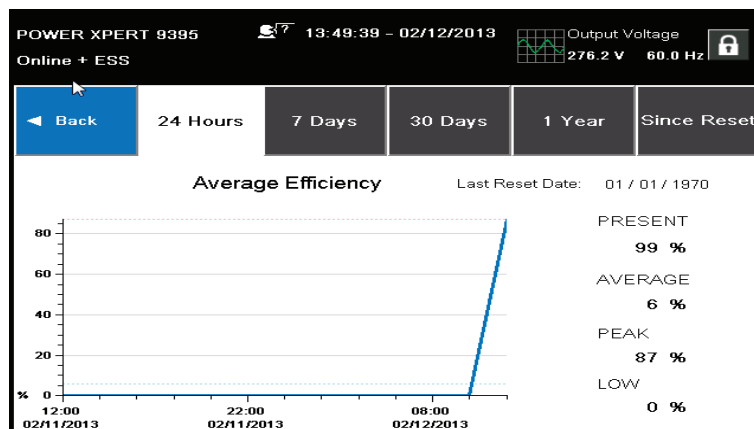 POWER XPERT 9395
? 13:49:39 - 02/12/2013
Output Voltage
Online + ESS
276.2 V 60.0 Hz
Back
24 Hours
7 Days
30 Days
1 Year
Since Reset
Average Efficiency
Last Reset Date: 01 / 01 / 1970
80
60
40
20
% 0
12:00
02/11/2013
22:00
02/11/2013
08:00
02/12/2013
PRESENT
99 %
AVERAGE
6 %
PEAK
87 %
LOW
0 %